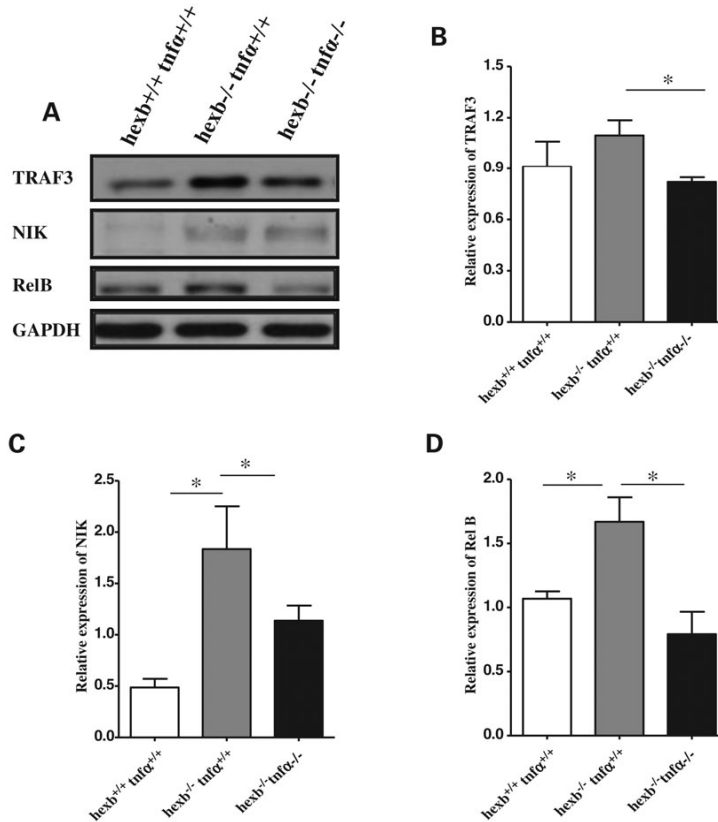 A
hexb+/+ tnfα+/+
hexb-/- tnfα+/+
hexb-/- tnfα-/-
TRAF3
NIK
RelB
GAPDH
B
Relative expression of TRAF3
1.5
1.2
0.9
0.6
0.3
0.0
*
hexb+/+ tnfα+/+
hexb-/- tnfα+/+
hexb-/-tnfα-/-
C
Relative expression of NIK
2.5
2.0
1.5
1.0
0.5
0.0
*
*
hexb+/+ tnfα+/+
hexb-/- tnfα+/+
hexb-/-tnfα-/-
D
Relative expression of Rel B
2.0
1.5
1.0
0.5
0.0
*
*
hexb+/+ tnfα+/+
hexb-/- tnfα+/+
hexb-/-tnfα-/-